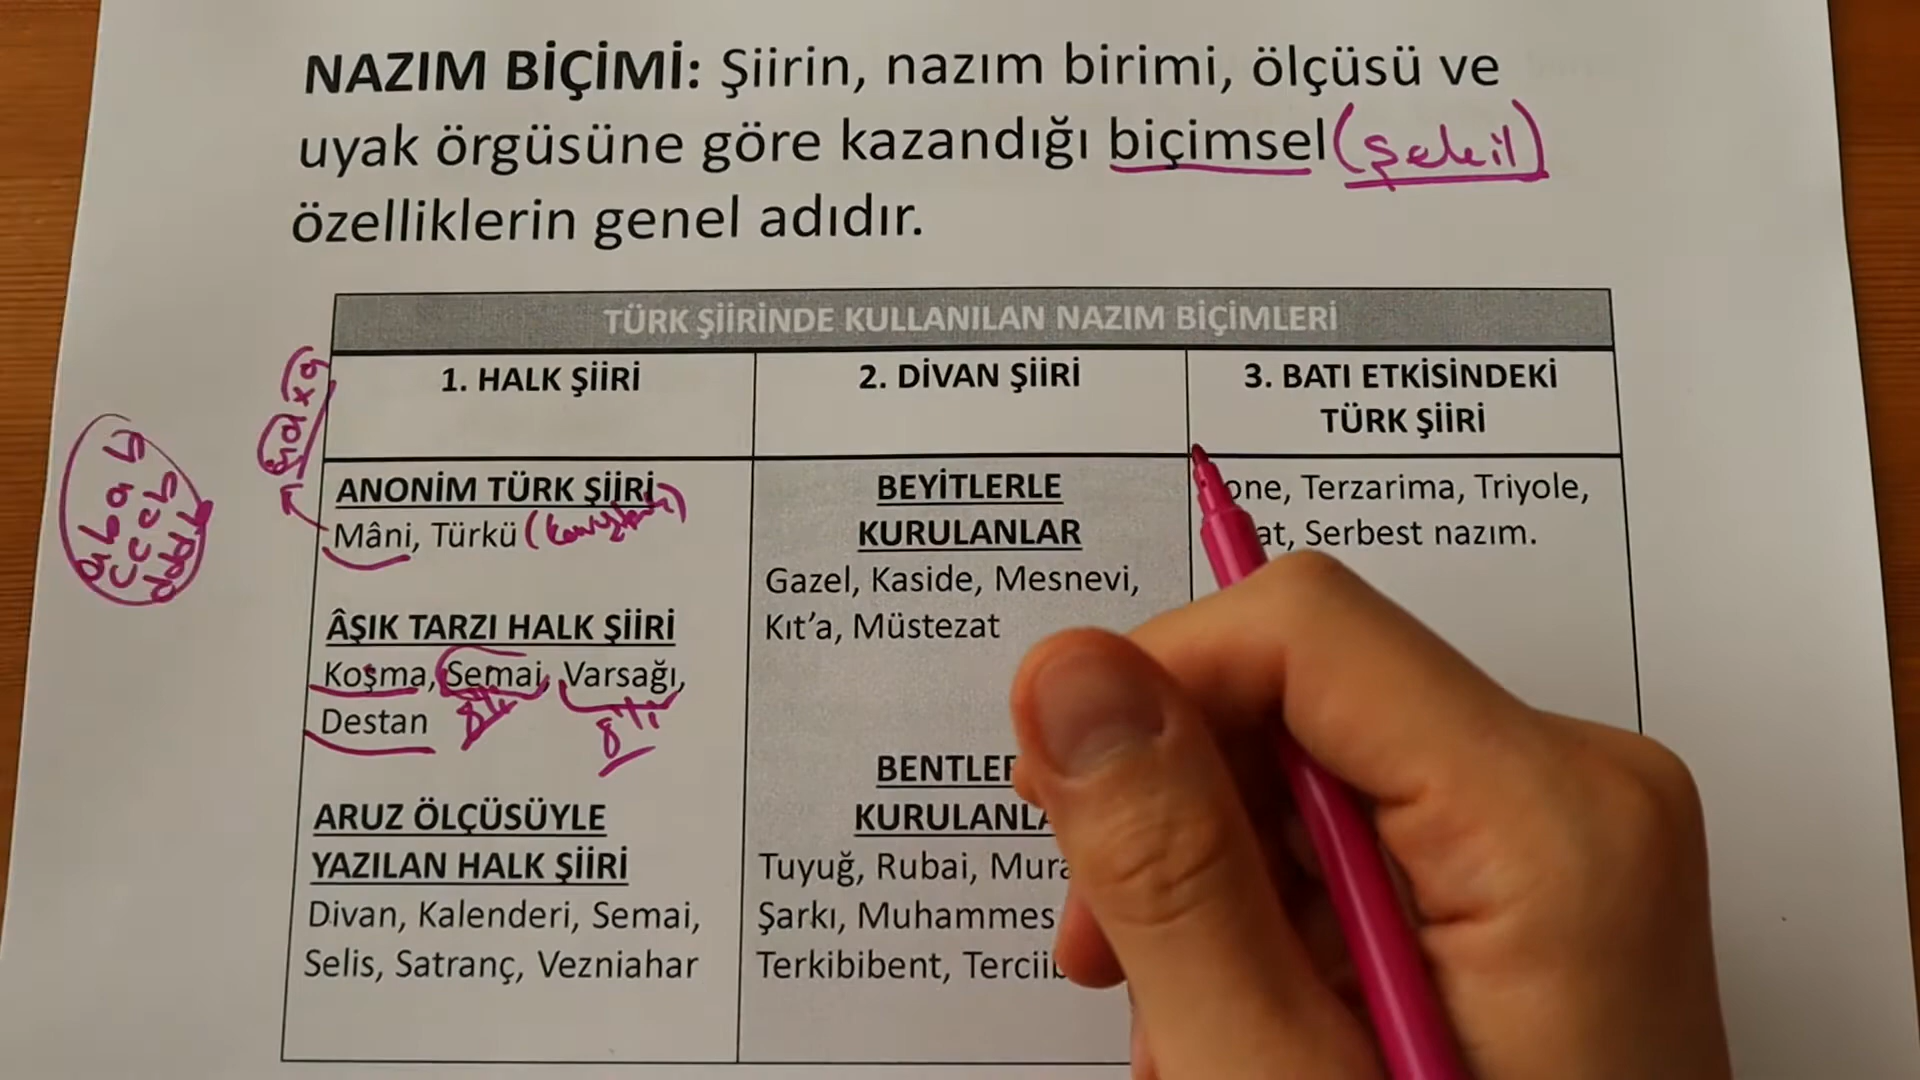 NAZIM BİÇİMİ: Şiirin, nazım birimi, ölçüsü ve
uyak örgüsüne göre kazandığı biçimsel (şekil)
özelliklerin genel adıdır.
TÜRK ŞİİRİNDE KULLANILAN NAZIM BİÇİMLERİ
1. HALK ŞİİRİ
ANONİM TÜRK ŞİİRİ
Mâni, Türkü
ÂŞIK TARZI HALK ŞİİRİ
Koşma, Semai, Varsağı,
Destan
ARUZ ÖLÇÜSÜYLE
YAZILAN HALK ŞİİRİ
Divan, Kalenderi, Semai,
Selis, Satranç, Vezniahar
2. DİVAN ŞİİRİ
BEYİTLERLE
KURULANLAR
Gazel, Kaside, Mesnevi,
Kıt’a, Müstezat
KURULANLA
Tuyuğ, Rubai,
Şarkı, Muhammes
Terkibibent,
3. BATI ETKİSİNDEKİ
TÜRK ŞİİRİ
Terzarima, Triyole,
Serbest nazım.